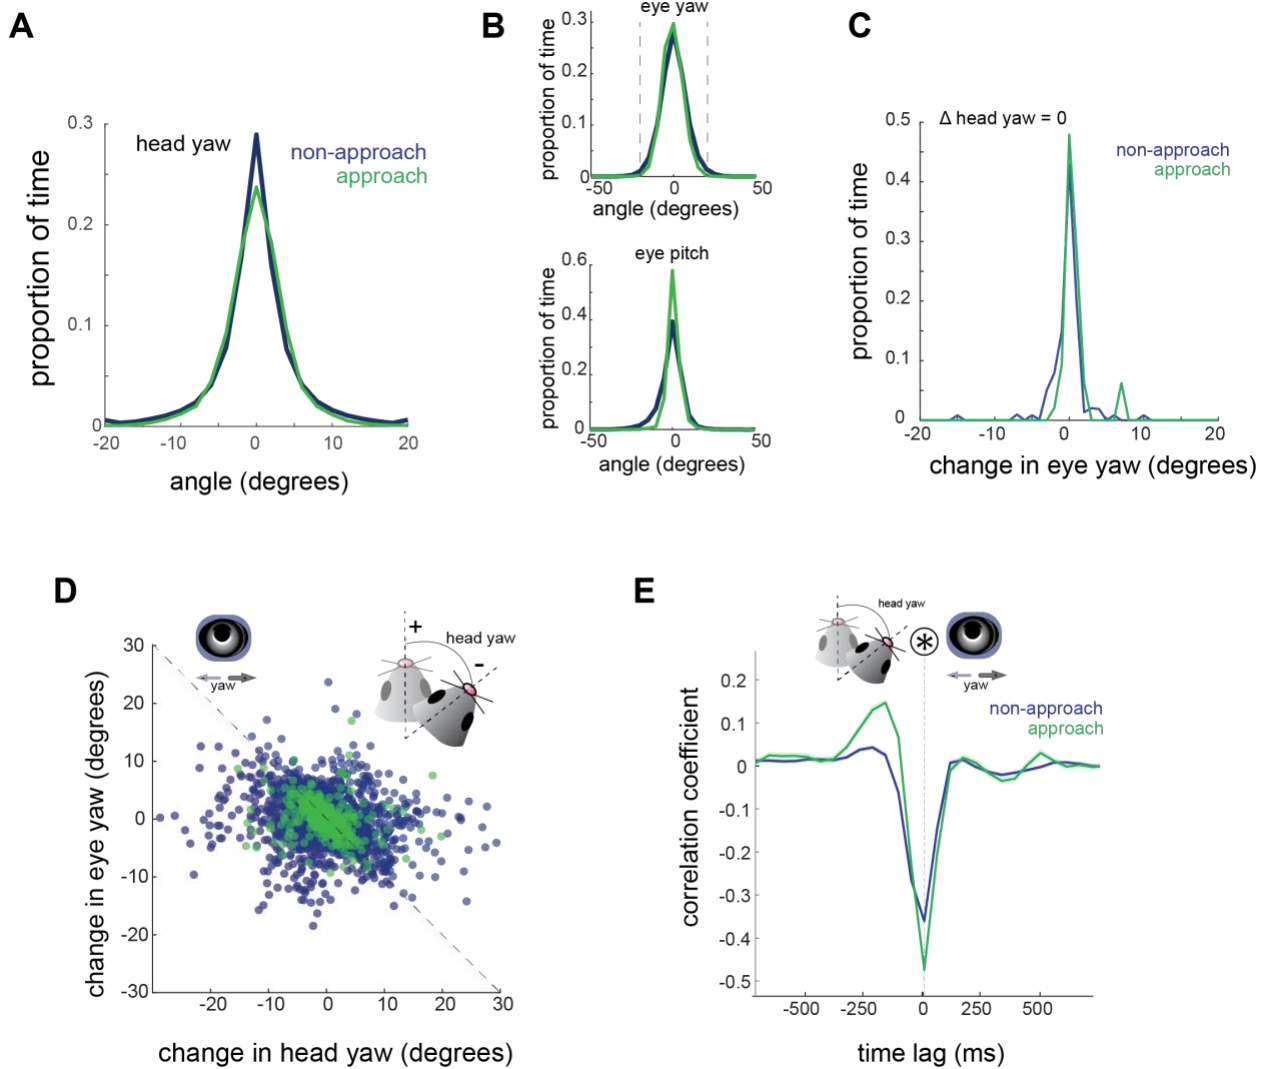 A
head yaw
non-approach
approach
proportion of time
0.3
0.2
0.1
0
-20
-10
0
10
20
angle (degrees)
B
eye yaw
proportion of time
0.3
0.2
0.1
0
-50
0
50
angle (degrees)
eye pitch
proportion of time
0.6
0.4
0.2
0
-50
0
50
angle (degrees)
C
Δ head yaw = 0
non-approach
approach
proportion of time
0.5
0.4
0.3
0.2
0.1
0
-20
-10
0
10
20
change in eye yaw (degrees)
D
yaw
+
head yaw
-
change in eye yaw (degrees)
30
20
10
0
-10
-20
-30
-20
-10
0
10
20
30
change in head yaw (degrees)
E
head yaw
*
yaw
non-approach
approach
correlation coefficient
0.2
0.1
0
-0.1
-0.2
-0.3
-0.4
-0.5
-500
-250
0
250
500
time lag (ms)